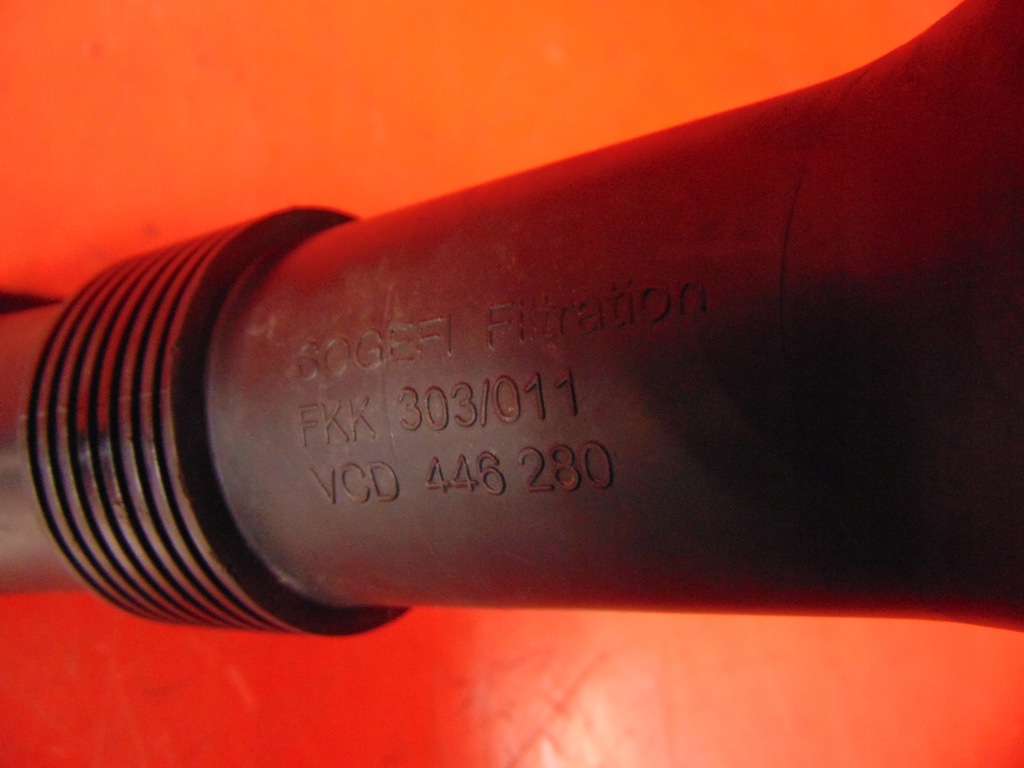 SOGEFI Filtration
FKK 303/011
VCD 446 280